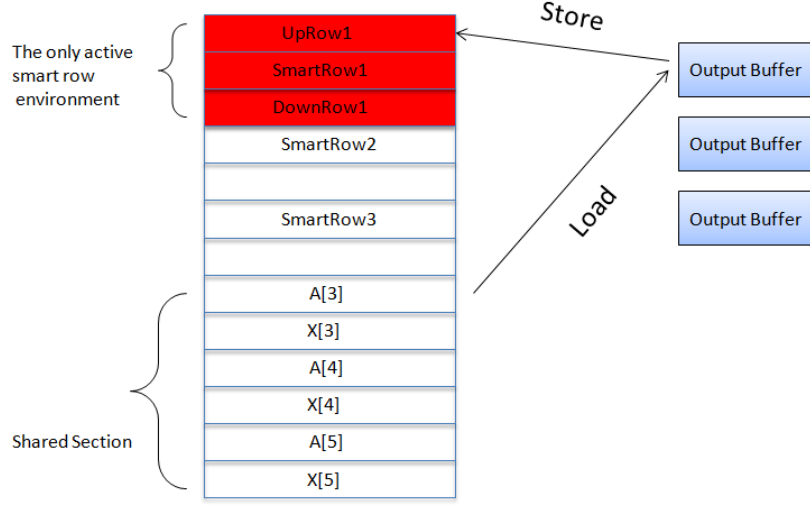 Store
UpRow1
The only active
smart row
environment
SmartRow1
Output Buffer
DownRow1
SmartRow2
Output Buffer
Load
SmartRow3
Output Buffer
A[3]
X[3]
A[4]
X[4]
Shared Section
A[5]
X[5]